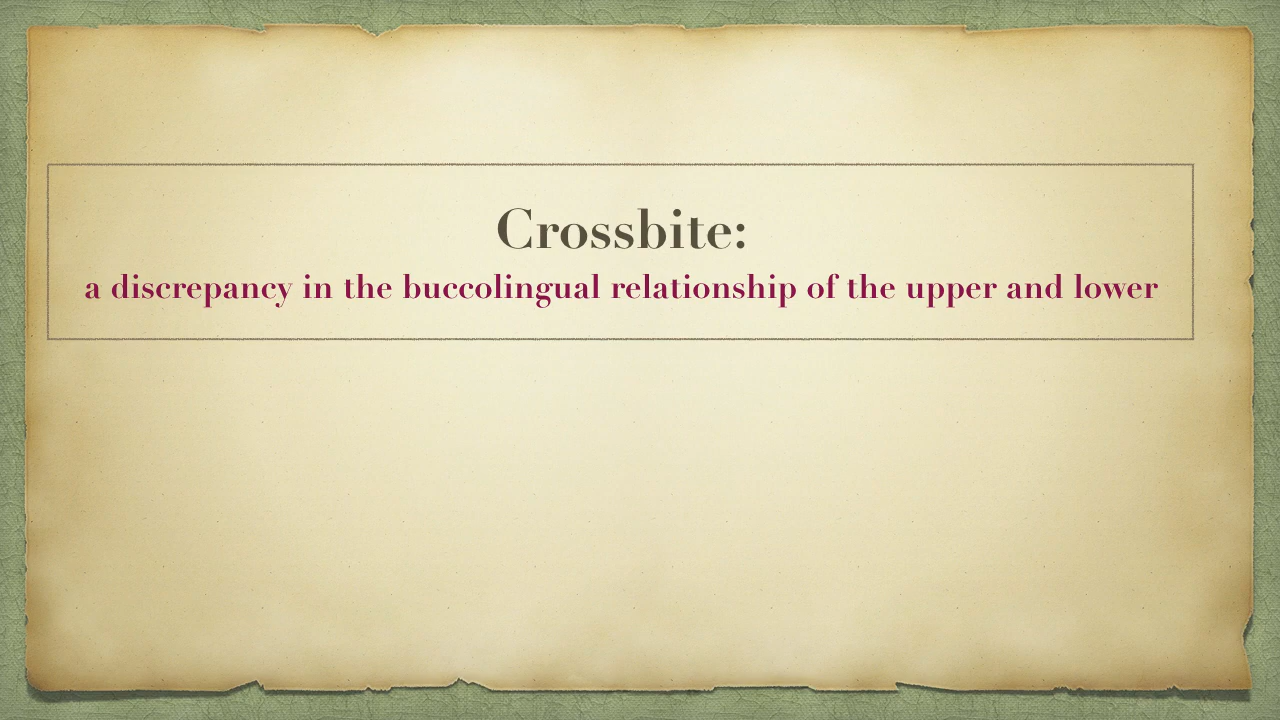 Crossbite:
a discrepancy in the buccolingual relationship of the upper and lower